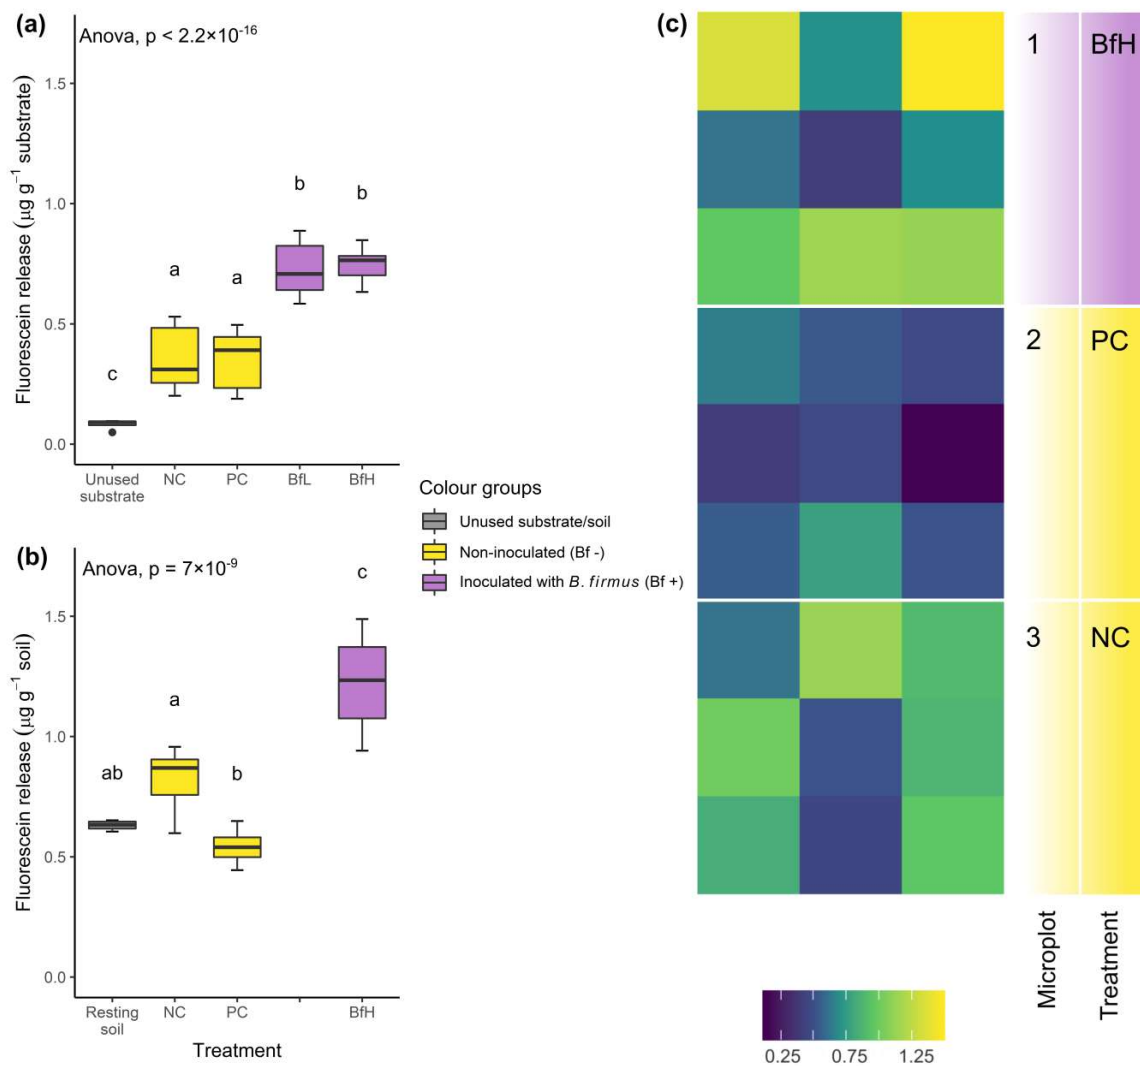 (a)
Anova, p < 2.2×10⁻¹⁶
Fluorescein release (µg g⁻¹ substrate)
1.5
1.0
0.5
0.0
c
a
a
b
b
Unused
substrate
NC
PC
BfL
BfH
Colour groups
Unused substrate/soil
Non-inoculated (Bf -)
Inoculated with B. firmus (Bf +)
(b)
Anova, p = 7×10⁻⁹
Fluorescein release (µg g⁻¹ soil)
1.5
1.0
0.5
0.0
ab
a
b
c
Resting
soil
NC
PC
BfH
Treatment
(c)
1
BfH
2
PC
3
NC
Microplot
Treatment
0.25
0.75
1.25